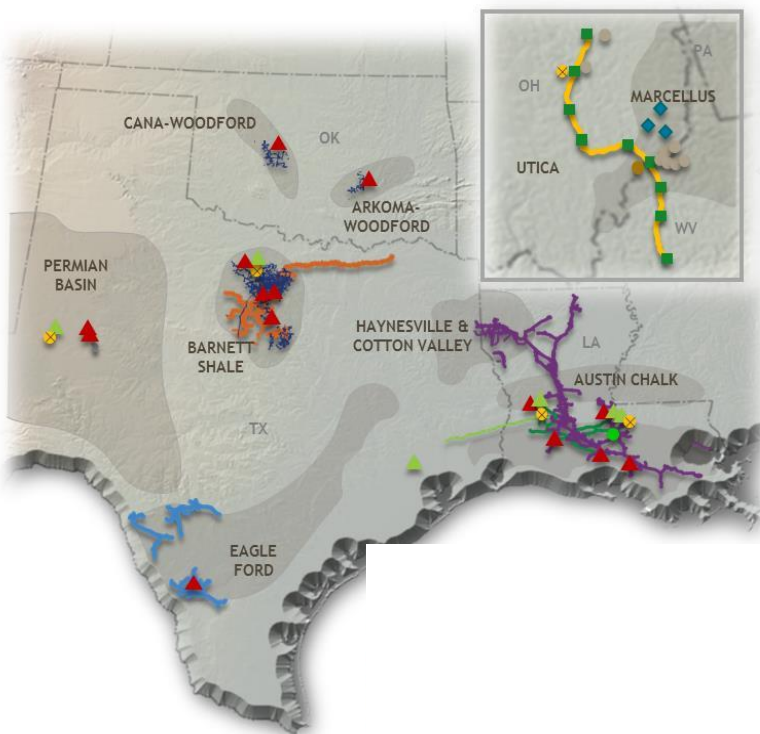 PA
OH
MARCELLUS
UTICA
WV
CANA-WOODFORD
OK
ARKOMA-
WOODFORD
PERMIAN
BASIN
HAYNESVILLE &
COTTON VALLEY
LA
BARNETT
SHALE
AUSTIN CHALK
TX
EAGLE
FORD